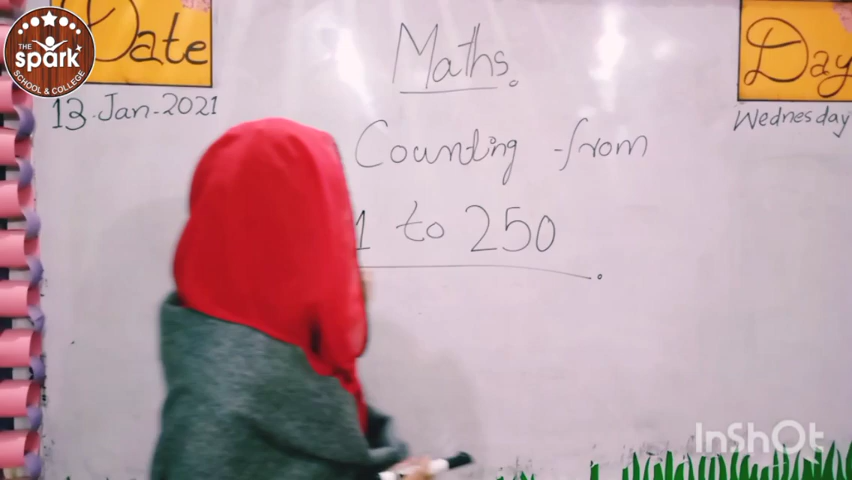 THE
spark
SCHOOL & COLLEGE
Date
13-Jan-2021
Maths.
Day
Wednesday
Counting from
1 to 250
InShOt